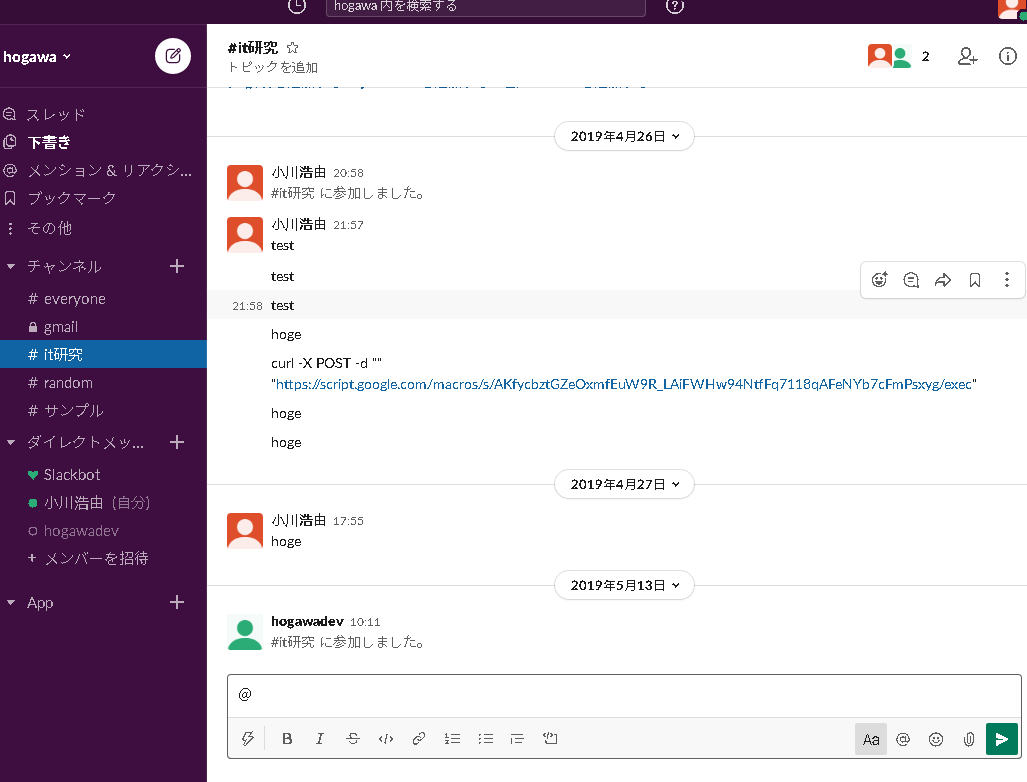 hogawa 内を検索する
hogawa
スレッド
下書き
@ メンション & リアクシ...
ブックマーク
その他
チャンネル +
# everyone
gmail
# it研究
# random
# サンプル
ダイレクトメッ... +
Slackbot
小川浩由 (自分)
hogawadev
+ メンバーを招待
App +
#it研究
トピックを追加
2
2019年4月26日
小川浩由 20:58
#it研究 に参加しました。
小川浩由 21:57
test
test
21:58 test
hoge
curl -X POST -d ""
"https://script.google.com/macros/s/AKfycbztGZeOxmfEuW9R_LAiFWHw94NtfFq7118qAFeNYb7cFmPsxyg/exec"
hoge
hoge
2019年4月27日
小川浩由 17:55
hoge
2019年5月13日
hogawadev 10:11
#it研究 に参加しました。
@
B I S </> Aa @